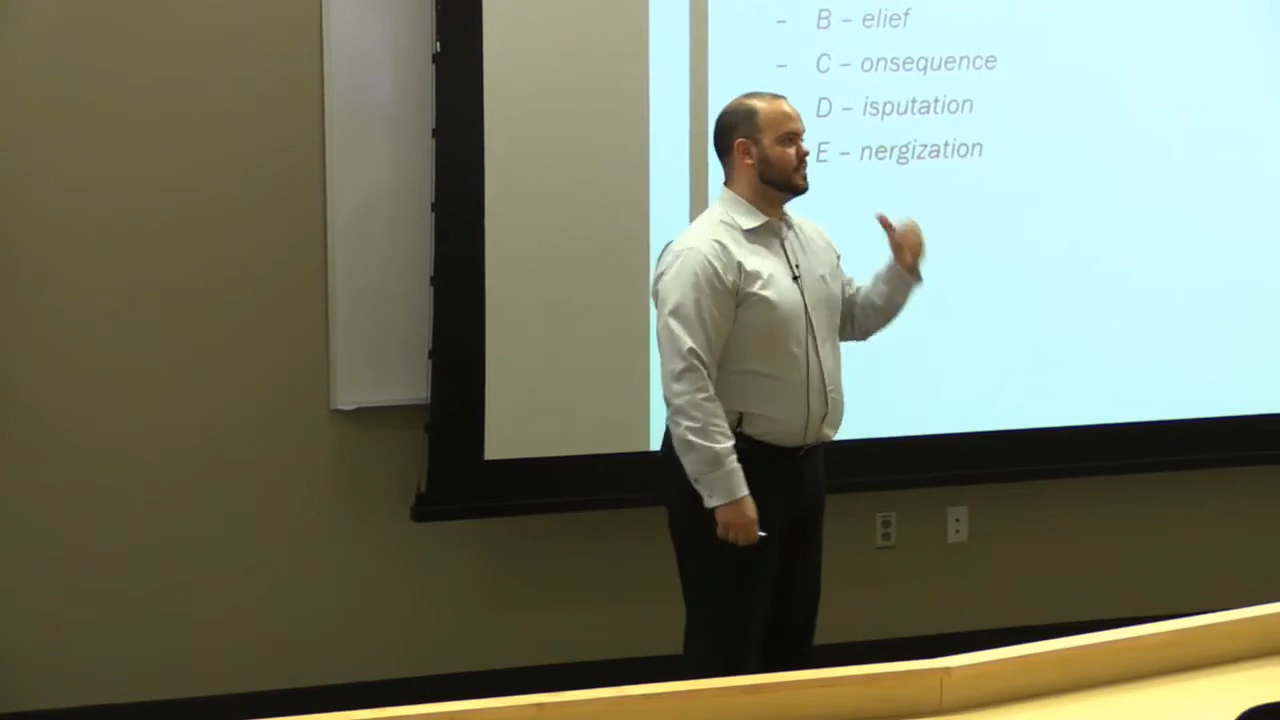 – B – elief
– C – onsequence
D – isputation
E – nergization